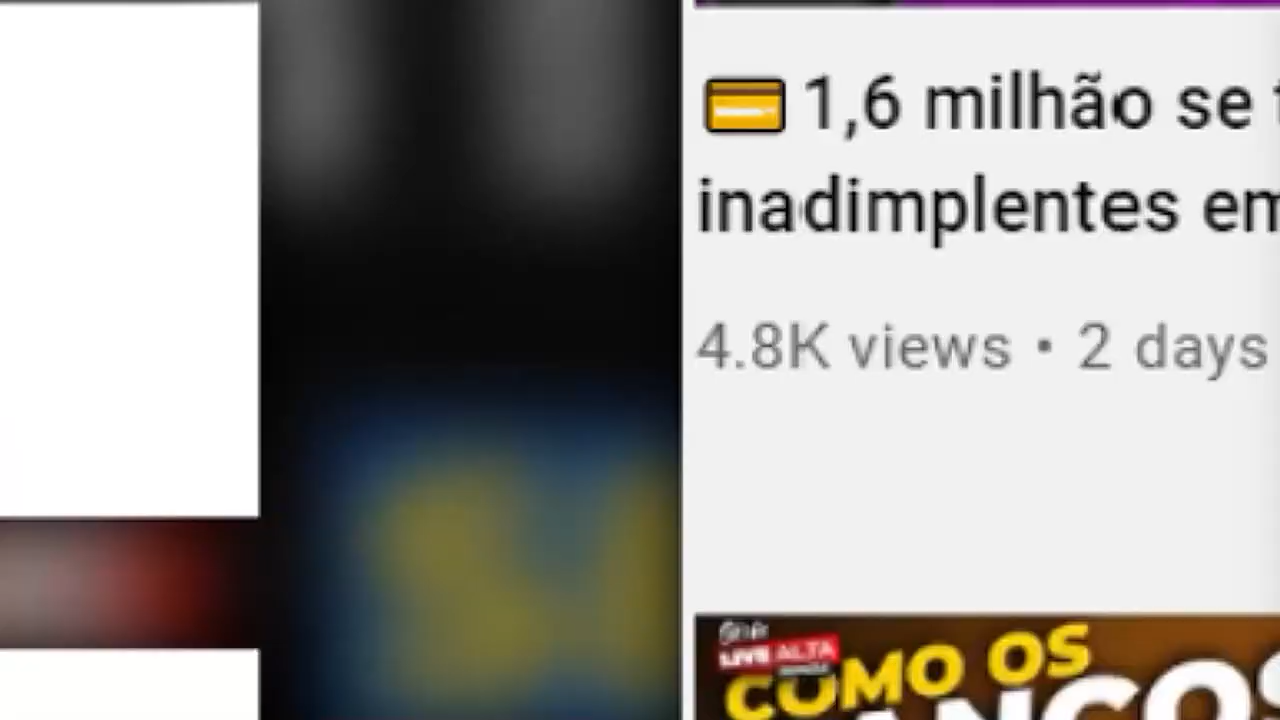 1,6 milhão se
inadimplentes em
4.8K views • 2 days
LIVE ALTA
COMO OS